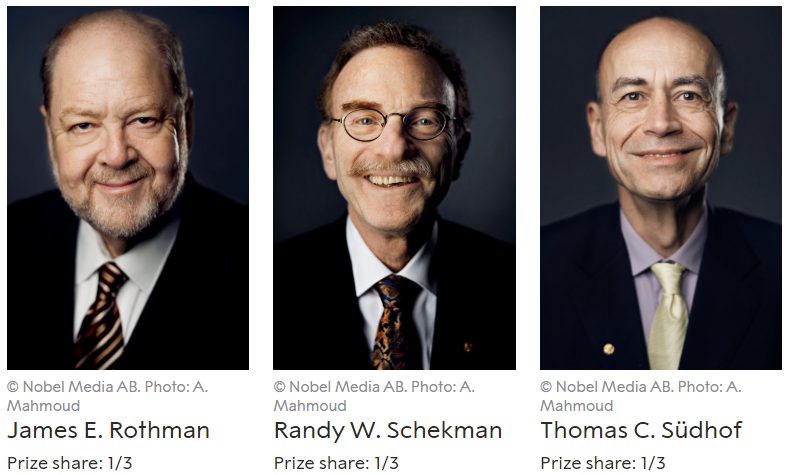 © Nobel Media AB. Photo: A.
Mahmoud
James E. Rothman
Prize share: 1/3
© Nobel Media AB. Photo: A.
Mahmoud
Randy W. Schekman
Prize share: 1/3
© Nobel Media AB. Photo: A.
Mahmoud
Thomas C. Südhof
Prize share: 1/3